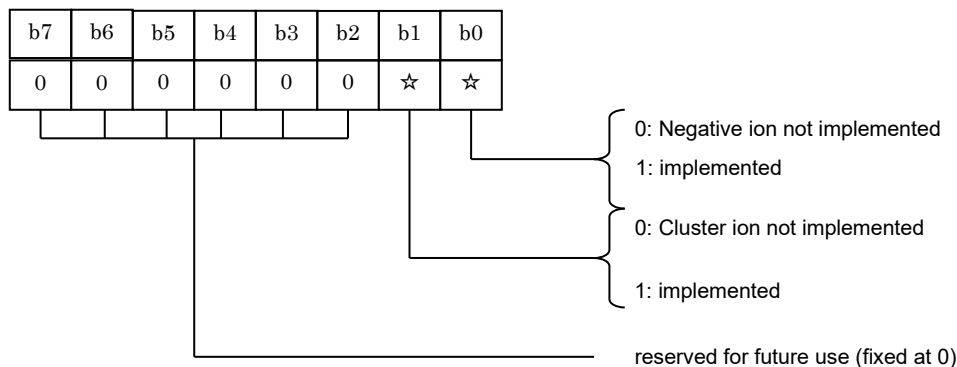 b7 b6 b5 b4 b3 b2 b1 b0
0 0 0 0 0 0 ☆ ☆
0: Negative ion not implemented
1: implemented
0: Cluster ion not implemented
1: implemented
reserved for future use (fixed at 0)